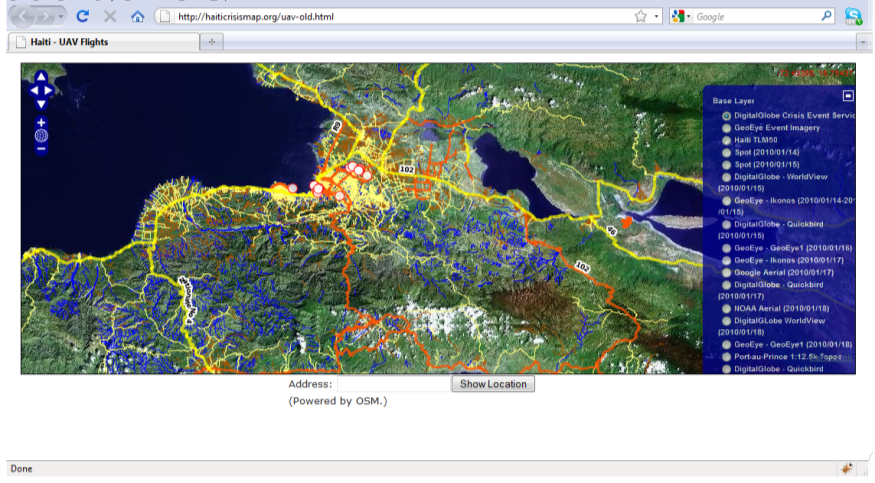 http://haiticrisismap.org/uav-old.html
Google
Haiti - UAV Flights
Base Layer
DigitalGlobe Crisis Event Servic
GeoEye Event Imagery
Haiti TLM50
Spot (2010/01/14)
Spot (2010/01/15)
DigitalGlobe - WorldView
(2010/01/15)
GeoEye - Ikonos (2010/01/14-20
/01/15)
DigitalGlobe - Quickbird
(2010/01/15)
GeoEye - GeoEye1 (2010/01/16)
GeoEye - Ikonos (2010/01/17)
Google Aerial (2010/01/17)
DigitalGlobe - Quickbird
(2010/01/17)
NOAA Aerial (2010/01/18)
DigitalGLobe WorldView
(2010/01/18)
GeoEye - GeoEye1 (2010/01/18)
Port-au-Prince 1:12.5k Topos
DigitalGlobe - Quickbird
102
102
Address:
Show Location
(Powered by OSM.)
Done